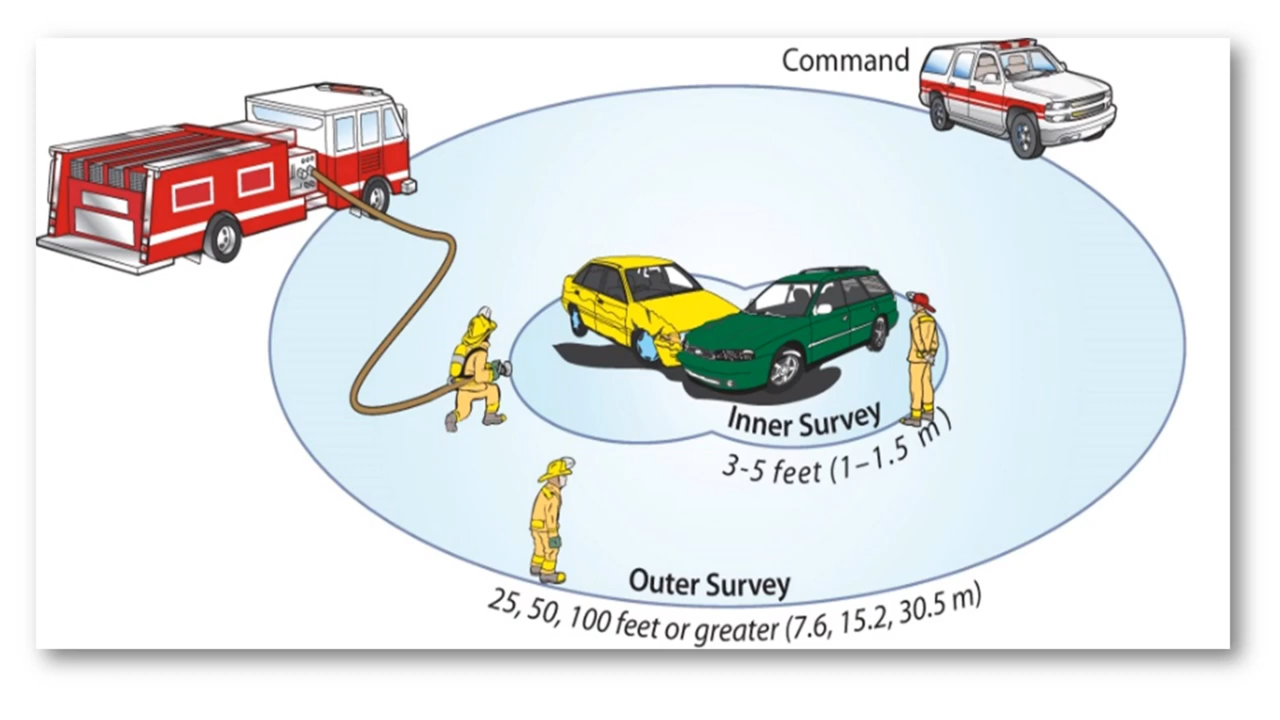 Command
Inner Survey
3-5 feet (1–1.5 m)
Outer Survey
25, 50, 100 feet or greater (7.6, 15.2, 30.5 m)